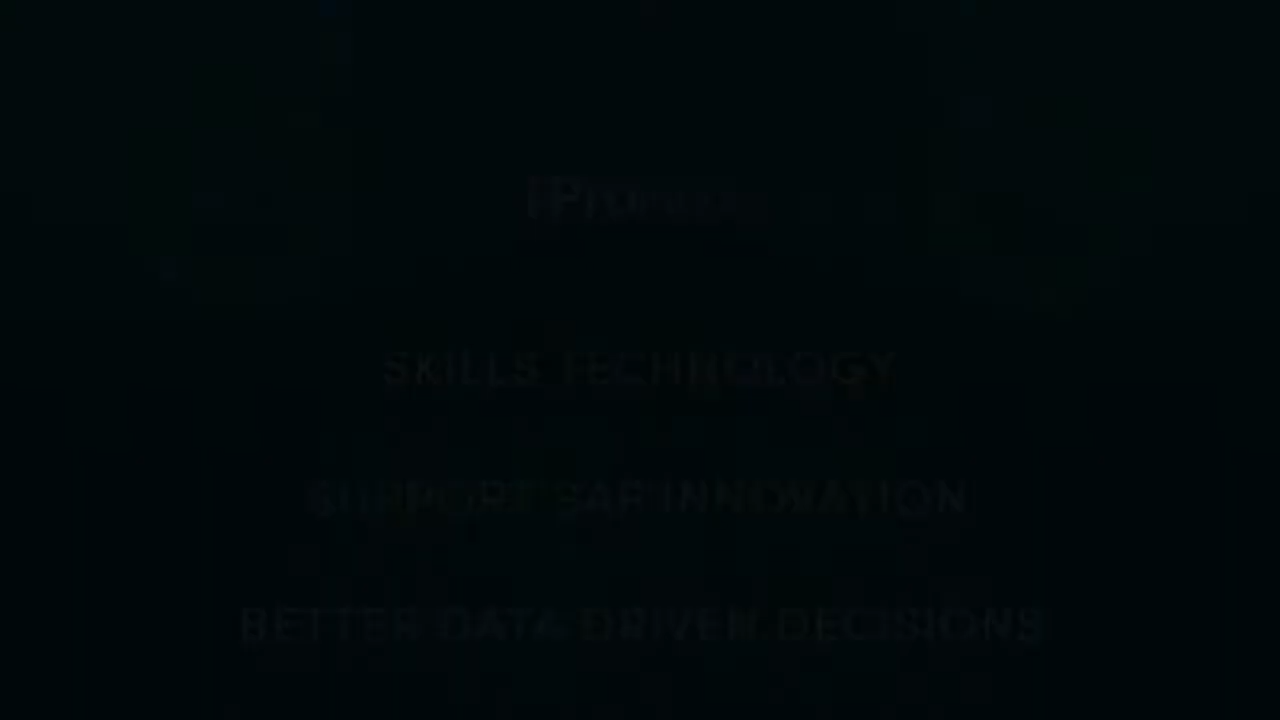 SKILLS TECHNOLOGY
SUPPORT SAP INNOVATION
BETTER DATA DRIVEN DECISIONS